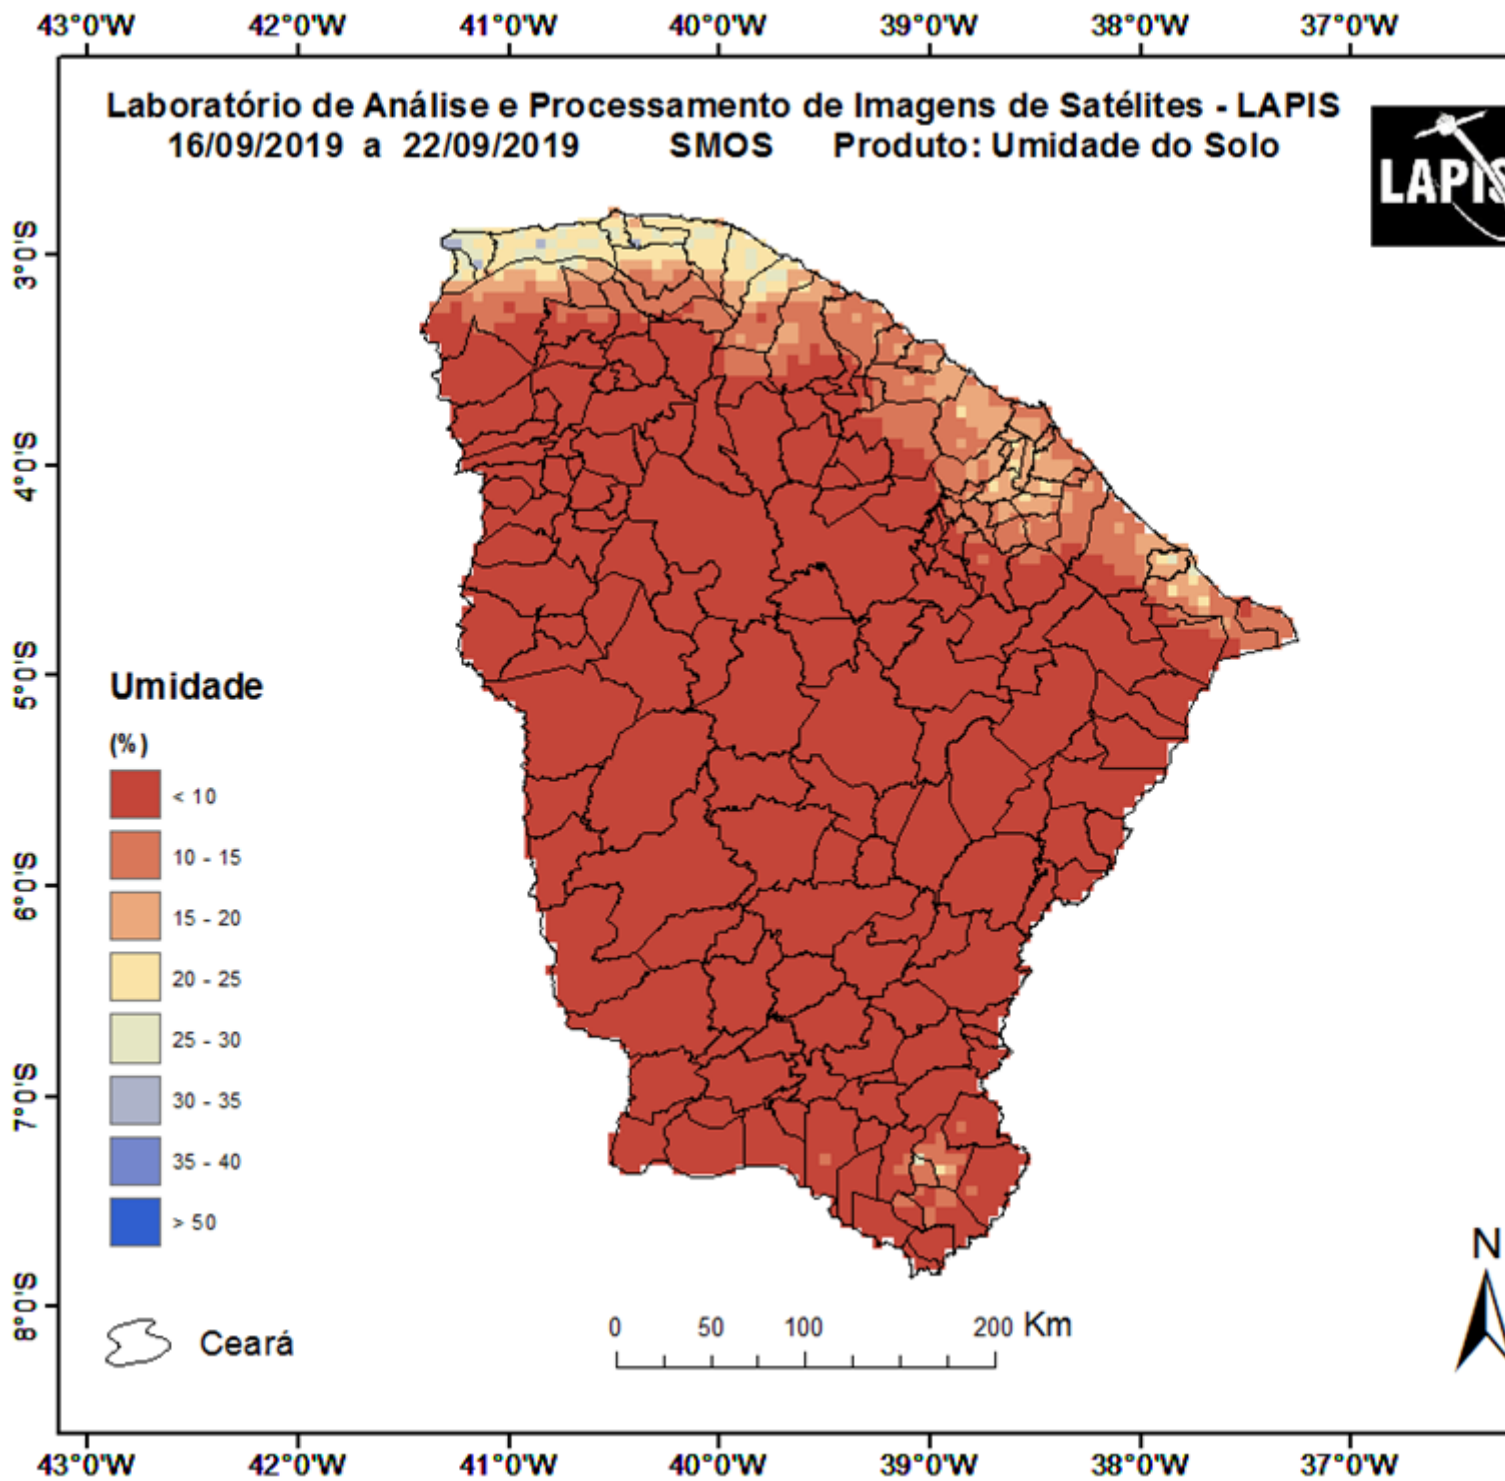 43°0'W 42°0'W 41°0'W 40°0'W 39°0'W 38°0'W 37°0'W
Laboratório de Análise e Processamento de Imagens de Satélites - LAPIS
16/09/2019 a 22/09/2019 SMOS Produto: Umidade do Solo
LAPIS
3°0'S
4°0'S
5°0'S
6°0'S
7°0'S
8°0'S
Umidade
(%)
< 10
10 - 15
15 - 20
20 - 25
25 - 30
30 - 35
35 - 40
> 50
Ceará
0 50 100 200 Km
N
43°0'W 42°0'W 41°0'W 40°0'W 39°0'W 38°0'W 37°0'W